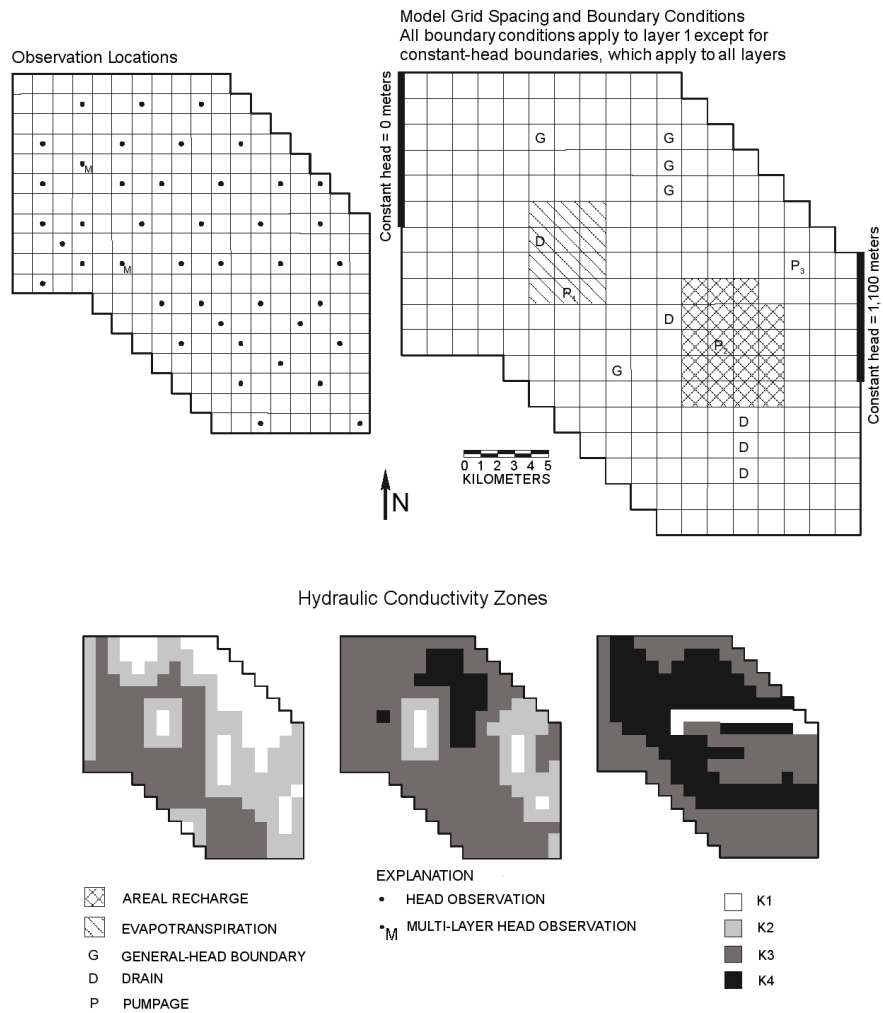 Model Grid Spacing and Boundary Conditions
All boundary conditions apply to layer 1 except for
constant-head boundaries, which apply to all layers
Observation Locations
M
M
Constant head = 0 meters
G
G
G
G
D
P3
P1
D
P2
G
D
D
D
Constant head = 1,100 meters
0 1 2 3 4 5
KILOMETERS
N
Hydraulic Conductivity Zones
EXPLANATION
AREAL RECHARGE
EVAPOTRANSPIRATION
G GENERAL-HEAD BOUNDARY
D DRAIN
P PUMPAGE
HEAD OBSERVATION
M MULTI-LAYER HEAD OBSERVATION
K1
K2
K3
K4